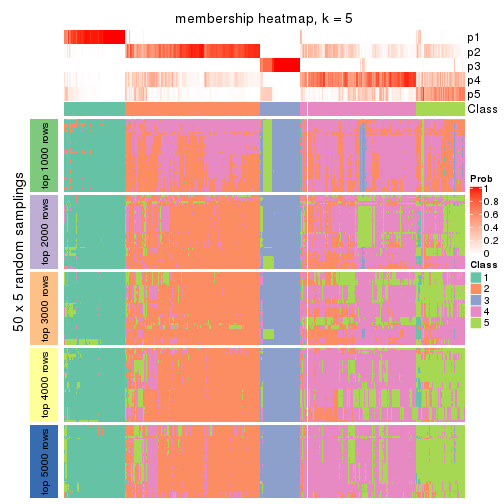 membership heatmap, k = 5
p1
p2
p3
p4
p5
Class
50 x 5 random samplings
top 1000 rows
top 2000 rows
top 3000 rows
top 4000 rows
top 5000 rows
Prob
1
0.8
0.6
0.4
0.2
0
Class
1
2
3
4
5